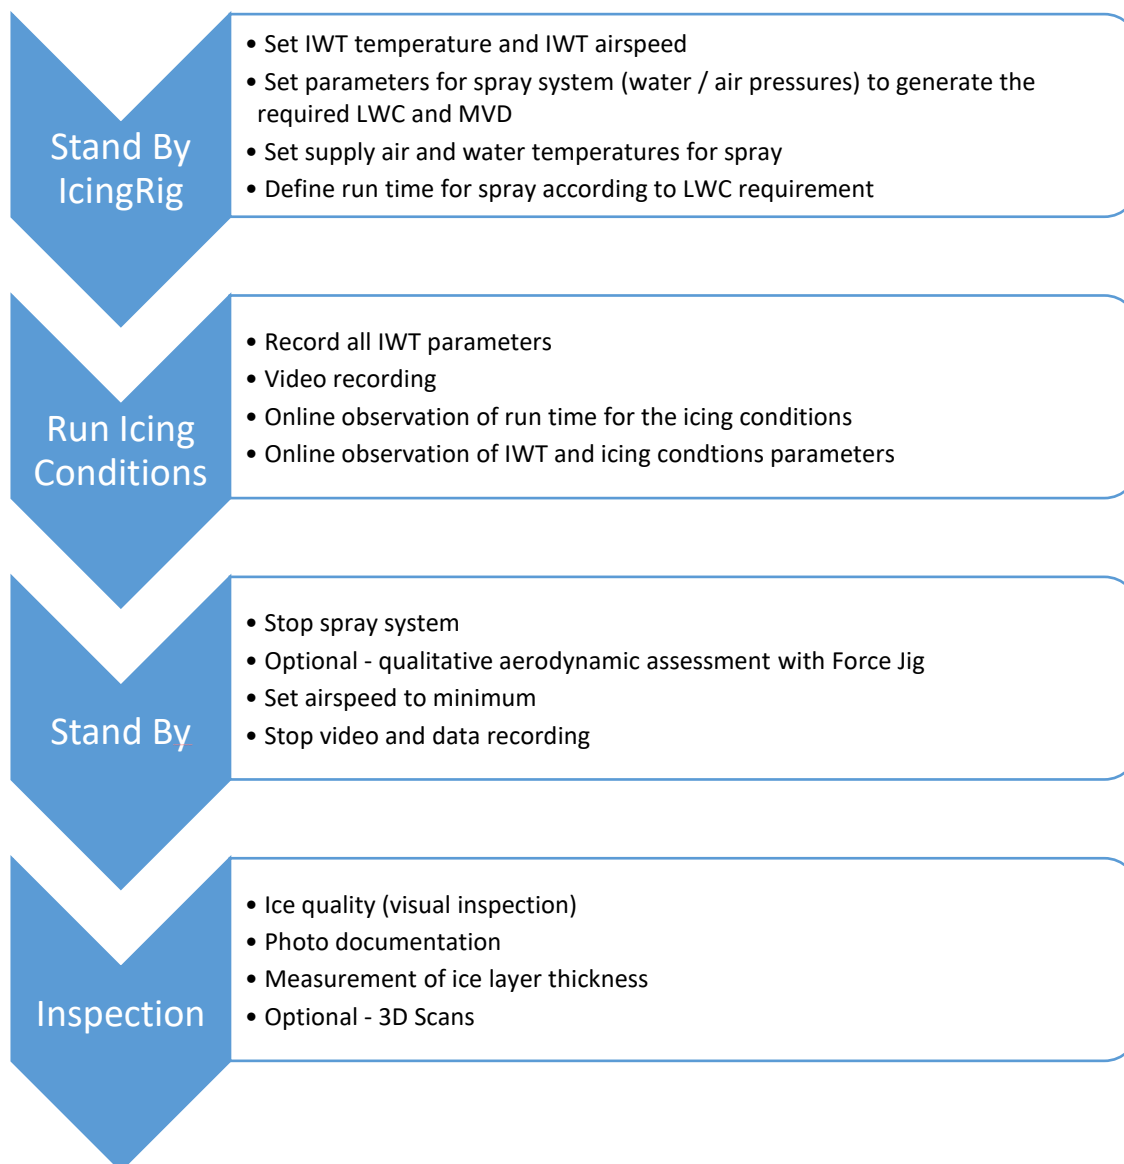 Stand By
IcingRig
• Set IWT temperature and IWT airspeed
• Set parameters for spray system (water / air pressures) to generate the
required LWC and MVD
• Set supply air and water temperatures for spray
• Define run time for spray according to LWC requirement
Run Icing
Conditions
• Record all IWT parameters
• Video recording
• Online observation of run time for the icing conditions
• Online observation of IWT and icing condtions parameters
Stand By
• Stop spray system
• Optional - qualitative aerodynamic assessment with Force Jig
• Set airspeed to minimum
• Stop video and data recording
Inspection
• Ice quality (visual inspection)
• Photo documentation
• Measurement of ice layer thickness
• Optional - 3D Scans